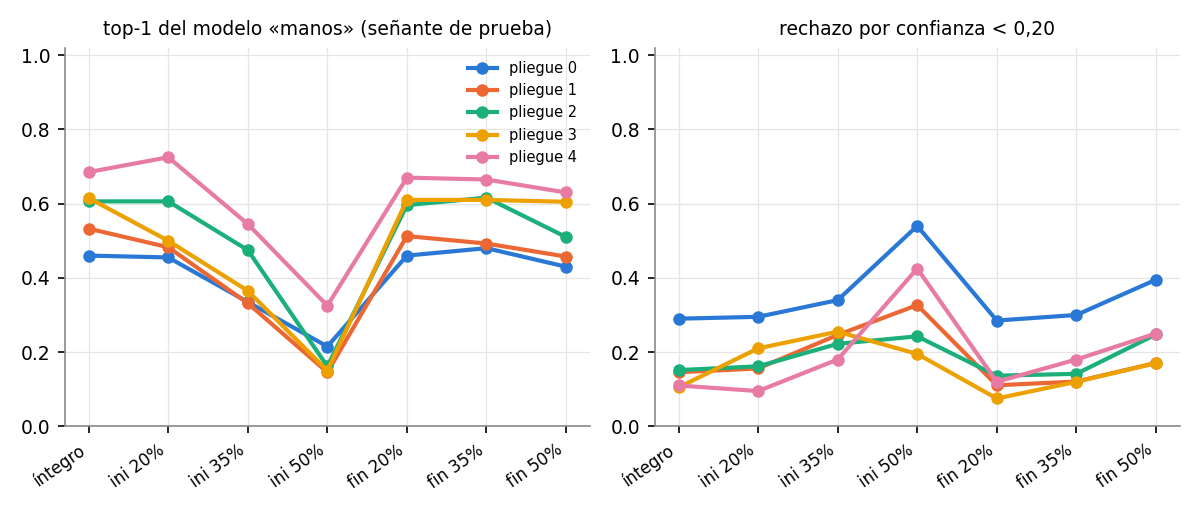 top-1 del modelo «manos» (señante de prueba)
1.0
0.8
0.6
0.4
0.2
0.0
pliegue 0
pliegue 1
pliegue 2
pliegue 3
pliegue 4
íntegro
ini 20%
ini 35%
ini 50%
fin 20%
fin 35%
fin 50%
rechazo por confianza < 0,20
1.0
0.8
0.6
0.4
0.2
0.0
íntegro
ini 20%
ini 35%
ini 50%
fin 20%
fin 35%
fin 50%